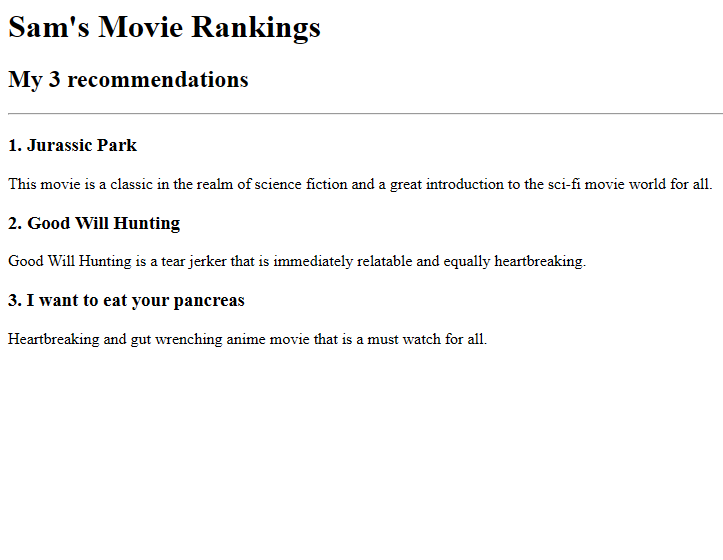 Sam's Movie Rankings
My 3 recommendations
1. Jurassic Park
This movie is a classic in the realm of science fiction and a great introduction to the sci-fi movie world for all.
2. Good Will Hunting
Good Will Hunting is a tear jerker that is immediately relatable and equally heartbreaking.
3. I want to eat your pancreas
Heartbreaking and gut wrenching anime movie that is a must watch for all.